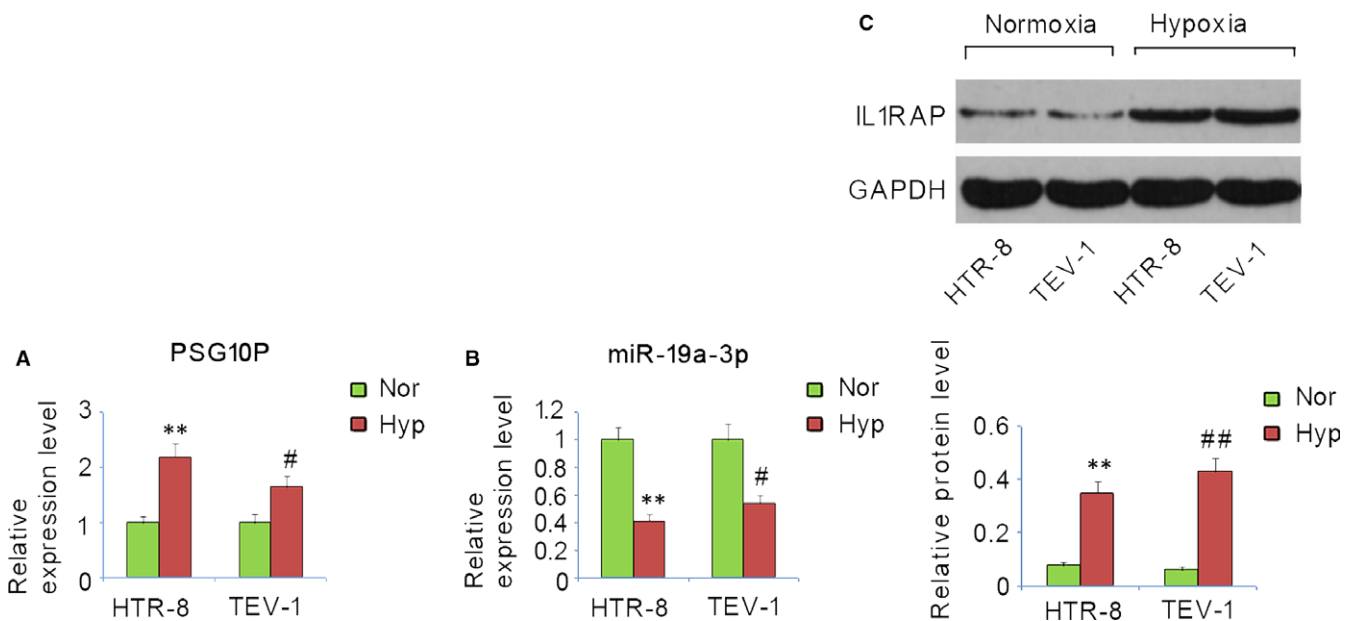 C
Normoxia Hypoxia
IL1RAP
GAPDH
HTR-8 TEV-1 HTR-8 TEV-1
A
PSG10P
Relative expression level
Nor
Hyp
3
2
1
0
**
#
HTR-8 TEV-1
B
miR-19a-3p
Relative expression level
Nor
Hyp
1.2
1
0.8
0.6
0.4
0.2
0
**
#
HTR-8 TEV-1
Relative protein level
Nor
Hyp
0.6
0.4
0.2
0
**
##
HTR-8 TEV-1